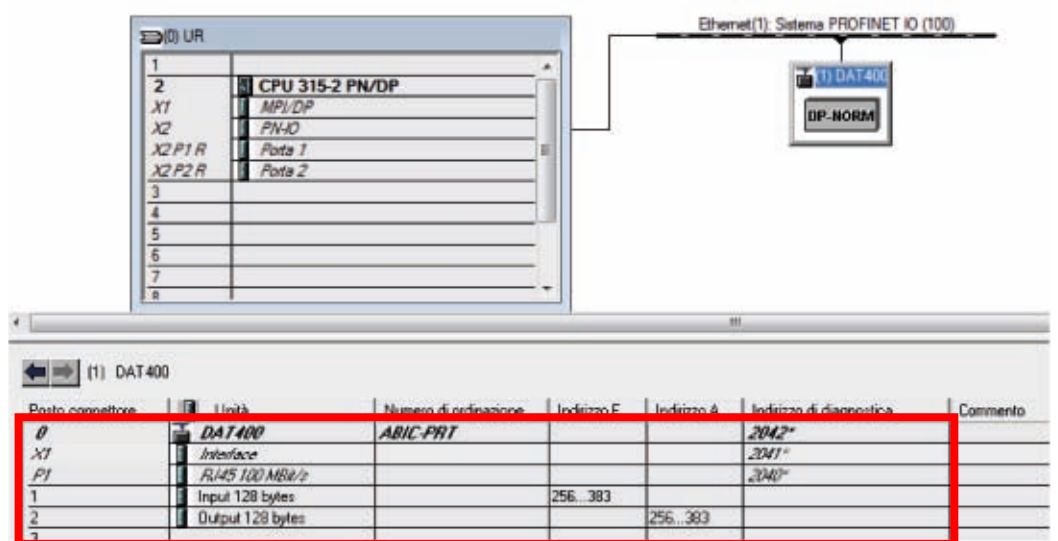 (0) UR
1
2 CPU 315-2 PN/DP
X1 MPI/DP
X2 PN-IO
X2 P1 R Porta 1
X2 P2 R Porta 2
3
4
5
6
7
8
Ethernet(1): Sistema PROFINET IO (100)
(1) DAT400
DP-NORM
(1) DAT400
Posto connettore Unità Numero di ordinazione Indirizzo E Indirizzo A Indirizzo di diagnostica Commento
0 DAT400 ABIC-PRT 2042*
X1 Interface 2041*
P1 RJ45 100 MBit/s 2040*
1 Input 128 bytes 256...383
2 Output 128 bytes 256...383
3